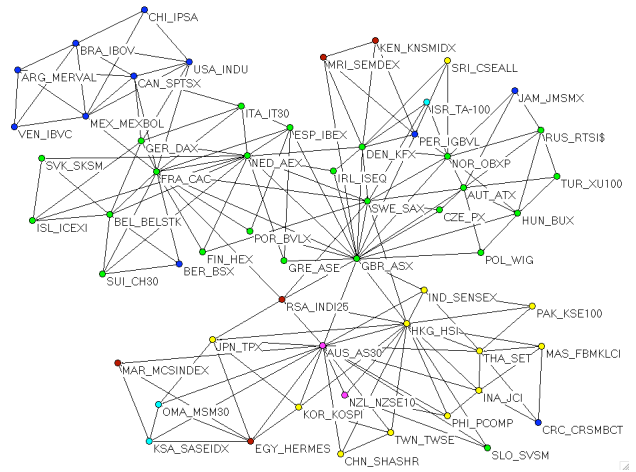 CHI_IPSA
BRA_IBOV
KEN_KNSMIDX
MRI_SEMDEX
SRI_CSEALL
ARG_MERVAL
USA_INDU
CAN_SPTSX
ISR_TA-100
JAM_JMSMX
ITA_IT30
MEX_MEXBOL
VEN_IBVC
ESP_IBEX
PER_IGBVL
RUS_RTSI$
GER_DAX
DEN_KFX
SVK_SKSM
NED_AEX
NOR_OBXP
FRA_CAC
IRL_ISEQ
TUR_XU100
AUT_ATX
SWE_SAX
CZE_PX
HUN_BUX
BEL_BELSTK
ISL_ICEXI
POR_BVLX
FIN_HEX
GRE_ASE
GBR_ASX
POL_WIG
BER_BSX
SUI_CH30
IND_SENSEX
RSA_INDI25
PAK_KSE100
HKG_HSI
JPN_TPX
AUS_AS30
THA_SET
MAS_FBMKLCI
MAR_MCSINDEX
INA_JCI
NZL_NZSE10
OMA_MSM30
KOR_KOSPI
PHI_PCOMP
CRC_CRSMBCT
TWN_TWSE
KSA_SASEIDX
EGY_HERMES
SLO_SVSM
CHN_SHASHR